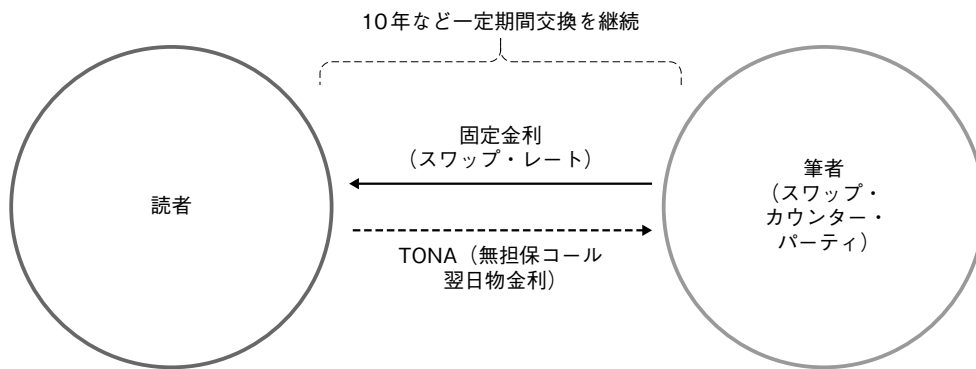 10年など一定期間交換を継続
固定金利
（スワップ・レート）
読者
筆者
（スワップ・
カウンター・
パーティ）
TONA（無担保コール
翌日物金利）